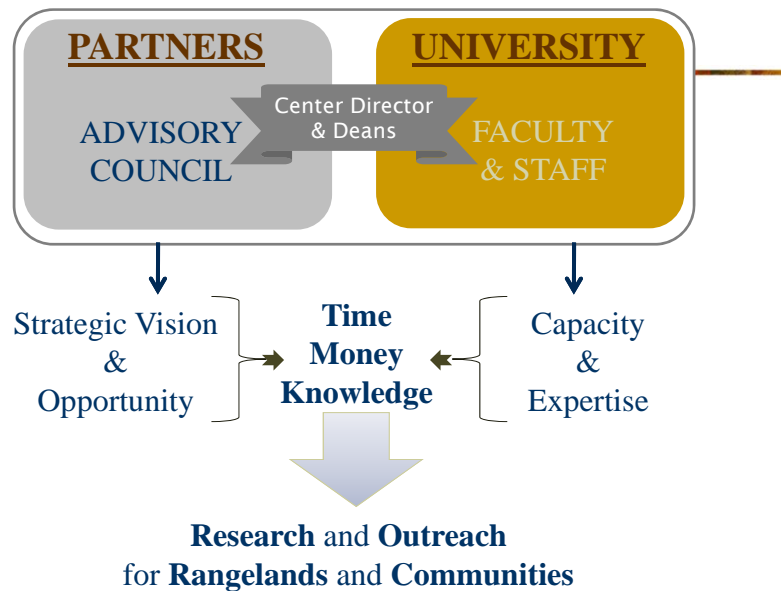 PARTNERS
ADVISORY
COUNCIL
Center Director
& Deans
UNIVERSITY
FACULTY
& STAFF
Strategic Vision
&
Opportunity
Time
Money
Knowledge
Capacity
&
Expertise
Research and Outreach
for Rangelands and Communities